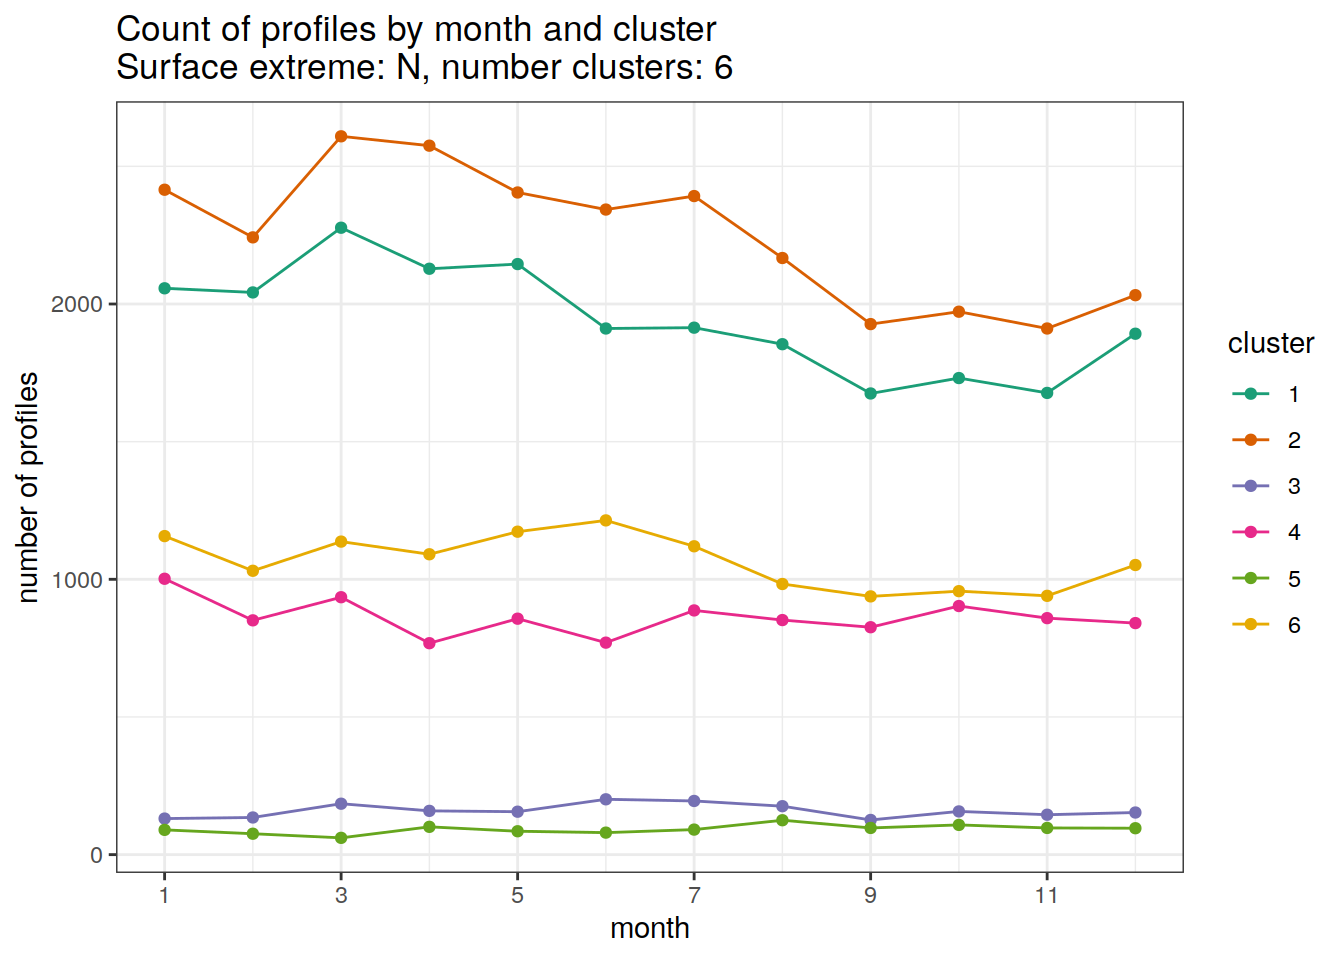 Count of profiles by month and cluster
Surface extreme: N, number clusters: 6
number of profiles
2000
1000
0
1 3 5 7 9 11
month
cluster
1
2
3
4
5
6